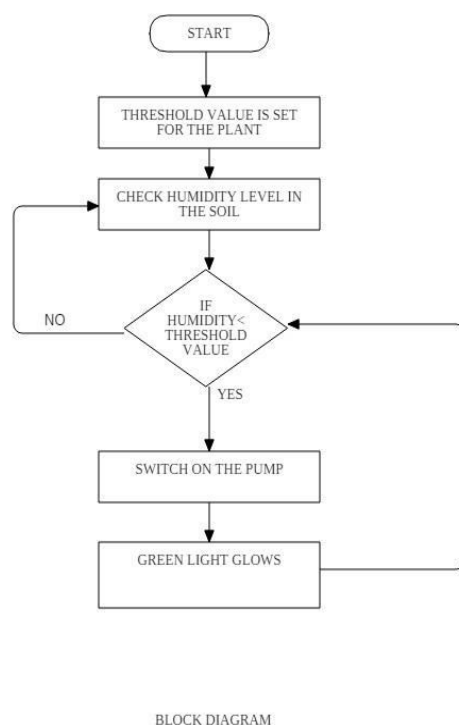 START
THRESHOLD VALUE IS SET
FOR THE PLANT
CHECK HUMIDITY LEVEL IN
THE SOIL
IF
HUMIDITY<
THRESHOLD
VALUE
NO
YES
SWITCH ON THE PUMP
GREEN LIGHT GLOWS
BLOCK DIAGRAM